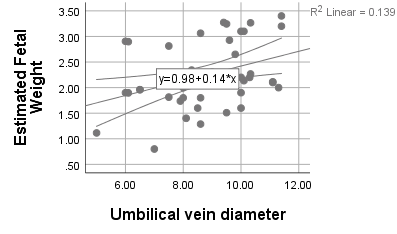 R² Linear = 0.139
3.50
3.00
2.50
2.00
1.50
1.00
.50
Estimated Fetal
Weight
y=0.98+0.14*x
6.00 8.00 10.00 12.00
Umbilical vein diameter